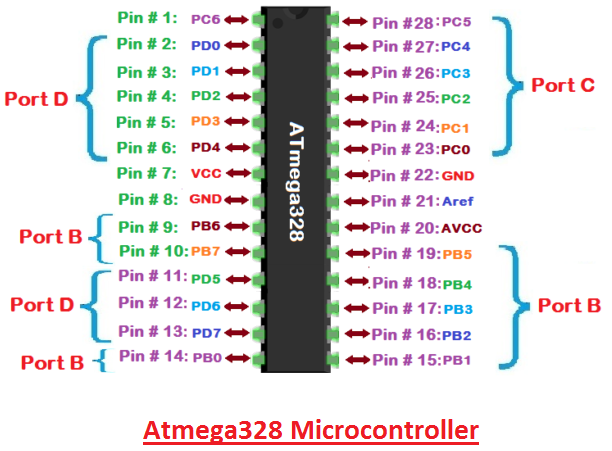 Pin # 1: PC6
Pin # 2: PD0
Pin # 3: PD1
Pin # 4: PD2
Pin # 5: PD3
Pin # 6: PD4
Pin # 7: VCC
Pin # 8: GND
Pin # 9: PB6
Pin # 10: PB7
Pin # 11: PD5
Pin # 12: PD6
Pin # 13: PD7
Pin # 14: PB0
Port D
Port B
Port D
Port B
ATmega328
Pin #28: PC5
Pin # 27: PC4
Pin # 26: PC3
Pin # 25: PC2
Pin # 24: PC1
Pin # 23: PC0
Pin # 22: GND
Pin # 21: Aref
Pin # 20: AVCC
Pin # 19: PB5
Pin # 18: PB4
Pin # 17: PB3
Pin # 16: PB2
Pin # 15: PB1
Port C
Port B
Atmega328 Microcontroller